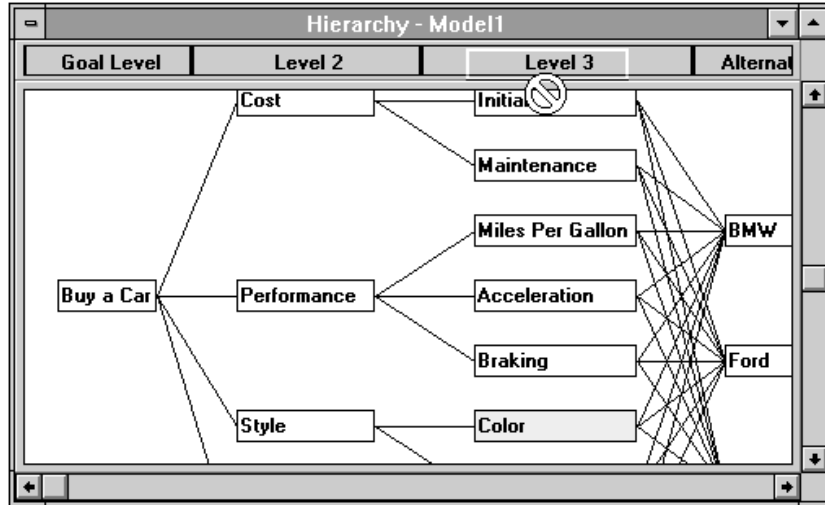 Hierarchy - Model1
Goal Level Level 2 Level 3 Alternat
Cost
Initia
Maintenance
Miles Per Gallon
BMW
Buy a Car
Performance
Acceleration
Braking
Ford
Style
Color